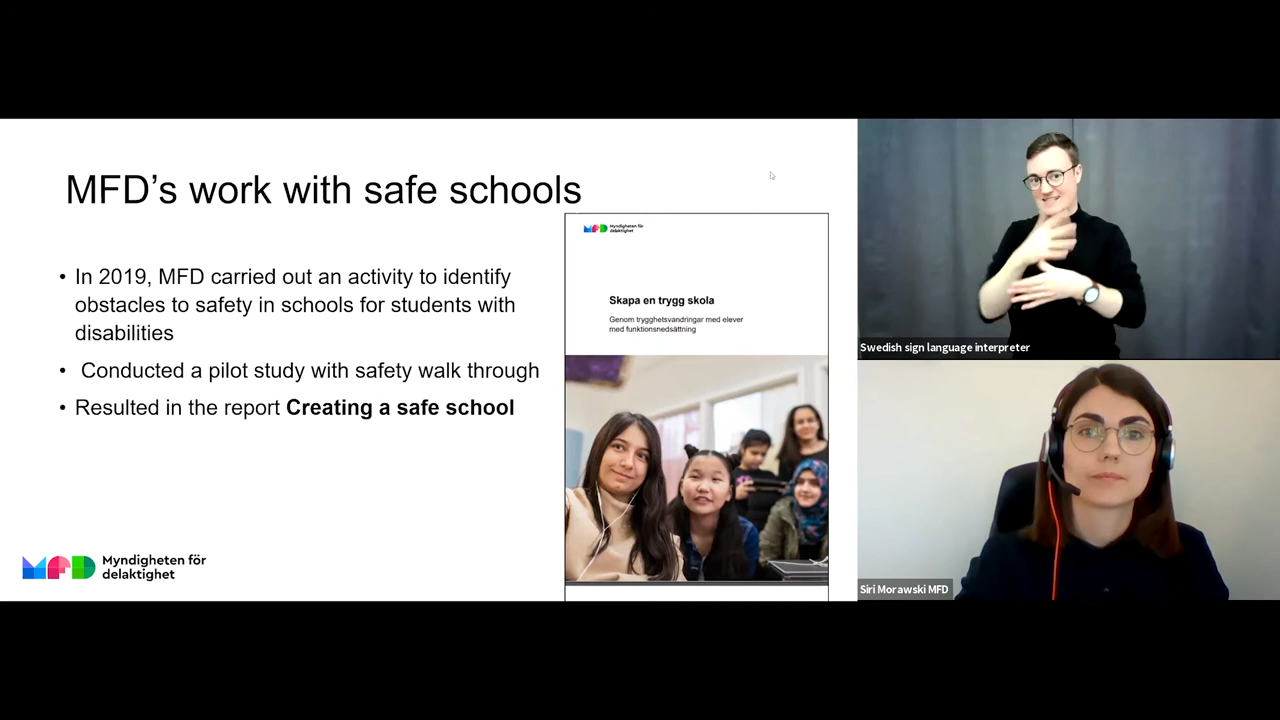 MFD's work with safe schools
• In 2019, MFD carried out an activity to identify
obstacles to safety in schools for students with
disabilities
• Conducted a pilot study with safety walk through
• Resulted in the report Creating a safe school
MFD Myndigheten för
delaktighet
MFD Myndigheten för
delaktighet
Skapa en trygg skola
Genom trygghetsvandringar med elever
med funktionsnedsättning
Swedish sign language interpreter
Siri Morawski MFD